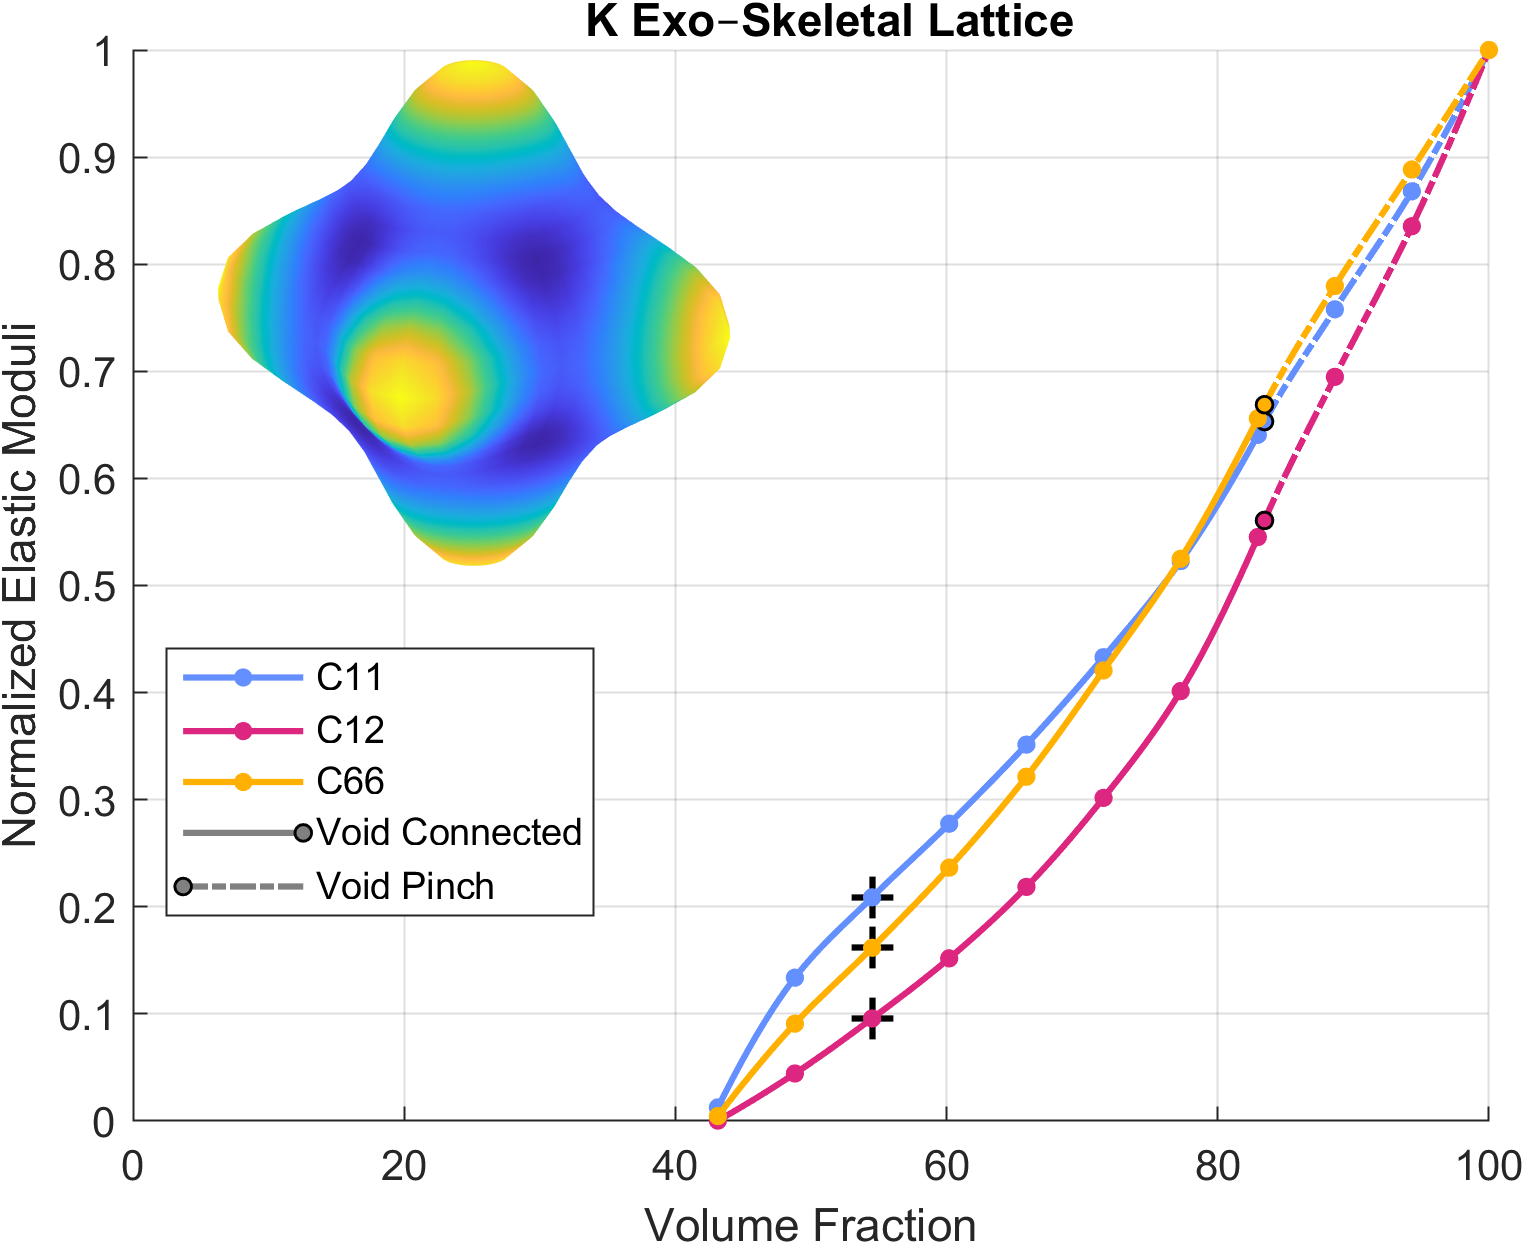 K Exo–Skeletal Lattice
1
0.9
0.8
0.7
0.6
0.5
0.4
0.3
0.2
0.1
0
Normalized Elastic Moduli
C11
C12
C66
Void Connected
Void Pinch
0 20 40 60 80 100
Volume Fraction